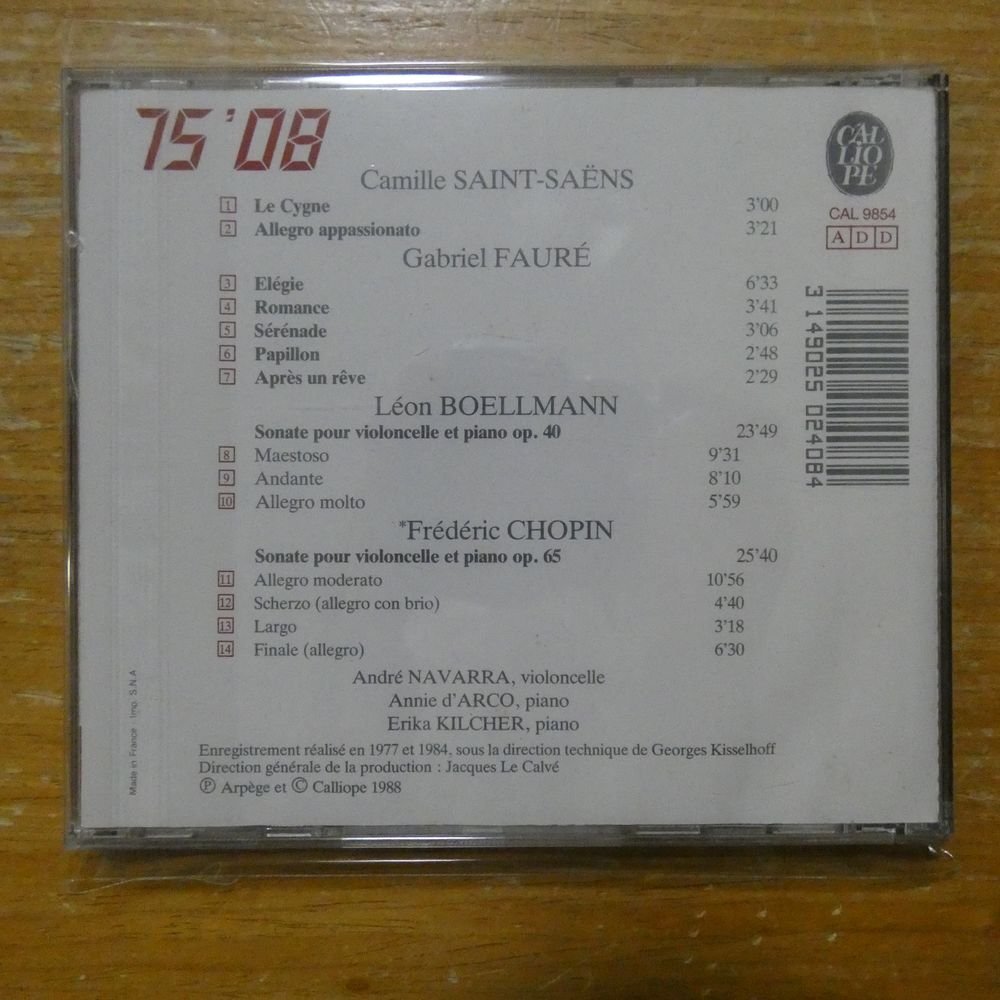 75'08
CALLIOPE
CAL 9854
ADD
Camille SAINT-SAËNS
1 Le Cygne 3'00
2 Allegro appassionato 3'21
Gabriel FAURÉ
3 Elégie 6'33
4 Romance 3'41
5 Sérénade 3'06
6 Papillon 2'48
7 Après un rêve 2'29
Léon BOELLMANN
Sonate pour violoncelle et piano op. 40 23'49
8 Maestoso 9'31
9 Andante 8'10
10 Allegro molto 5'59
*Frédéric CHOPIN
Sonate pour violoncelle et piano op. 65 25'40
11 Allegro moderato 10'56
12 Scherzo (allegro con brio) 4'40
13 Largo 3'18
14 Finale (allegro) 6'30
André NAVARRA, violoncelle
Annie d'ARCO, piano
Erika KILCHER, piano
Enregistrement réalisé en 1977 et 1984, sous la direction technique de Georges Kisselhoff
Direction générale de la production : Jacques Le Calvé
Ⓟ Arpège et © Calliope 1988
3 149025 024084
Made in France - Imp. S.N.A